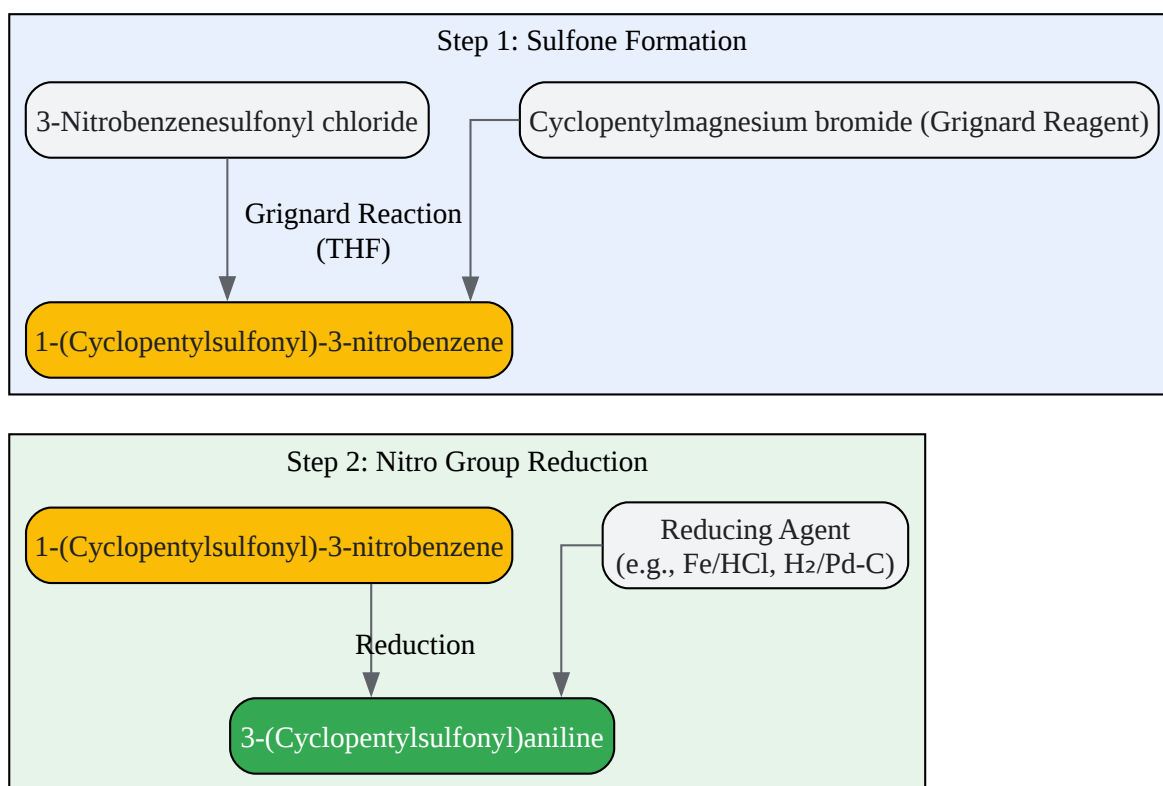 Step 1: Sulfone Formation
3-Nitrobenzenesulfonyl chloride
Cyclopentylmagnesium bromide (Grignard Reagent)
Grignard Reaction
(THF)
1-(Cyclopentylsulfonyl)-3-nitrobenzene
Step 2: Nitro Group Reduction
1-(Cyclopentylsulfonyl)-3-nitrobenzene
Reducing Agent
(e.g., Fe/HCl, H₂/Pd-C)
Reduction
3-(Cyclopentylsulfonyl)aniline